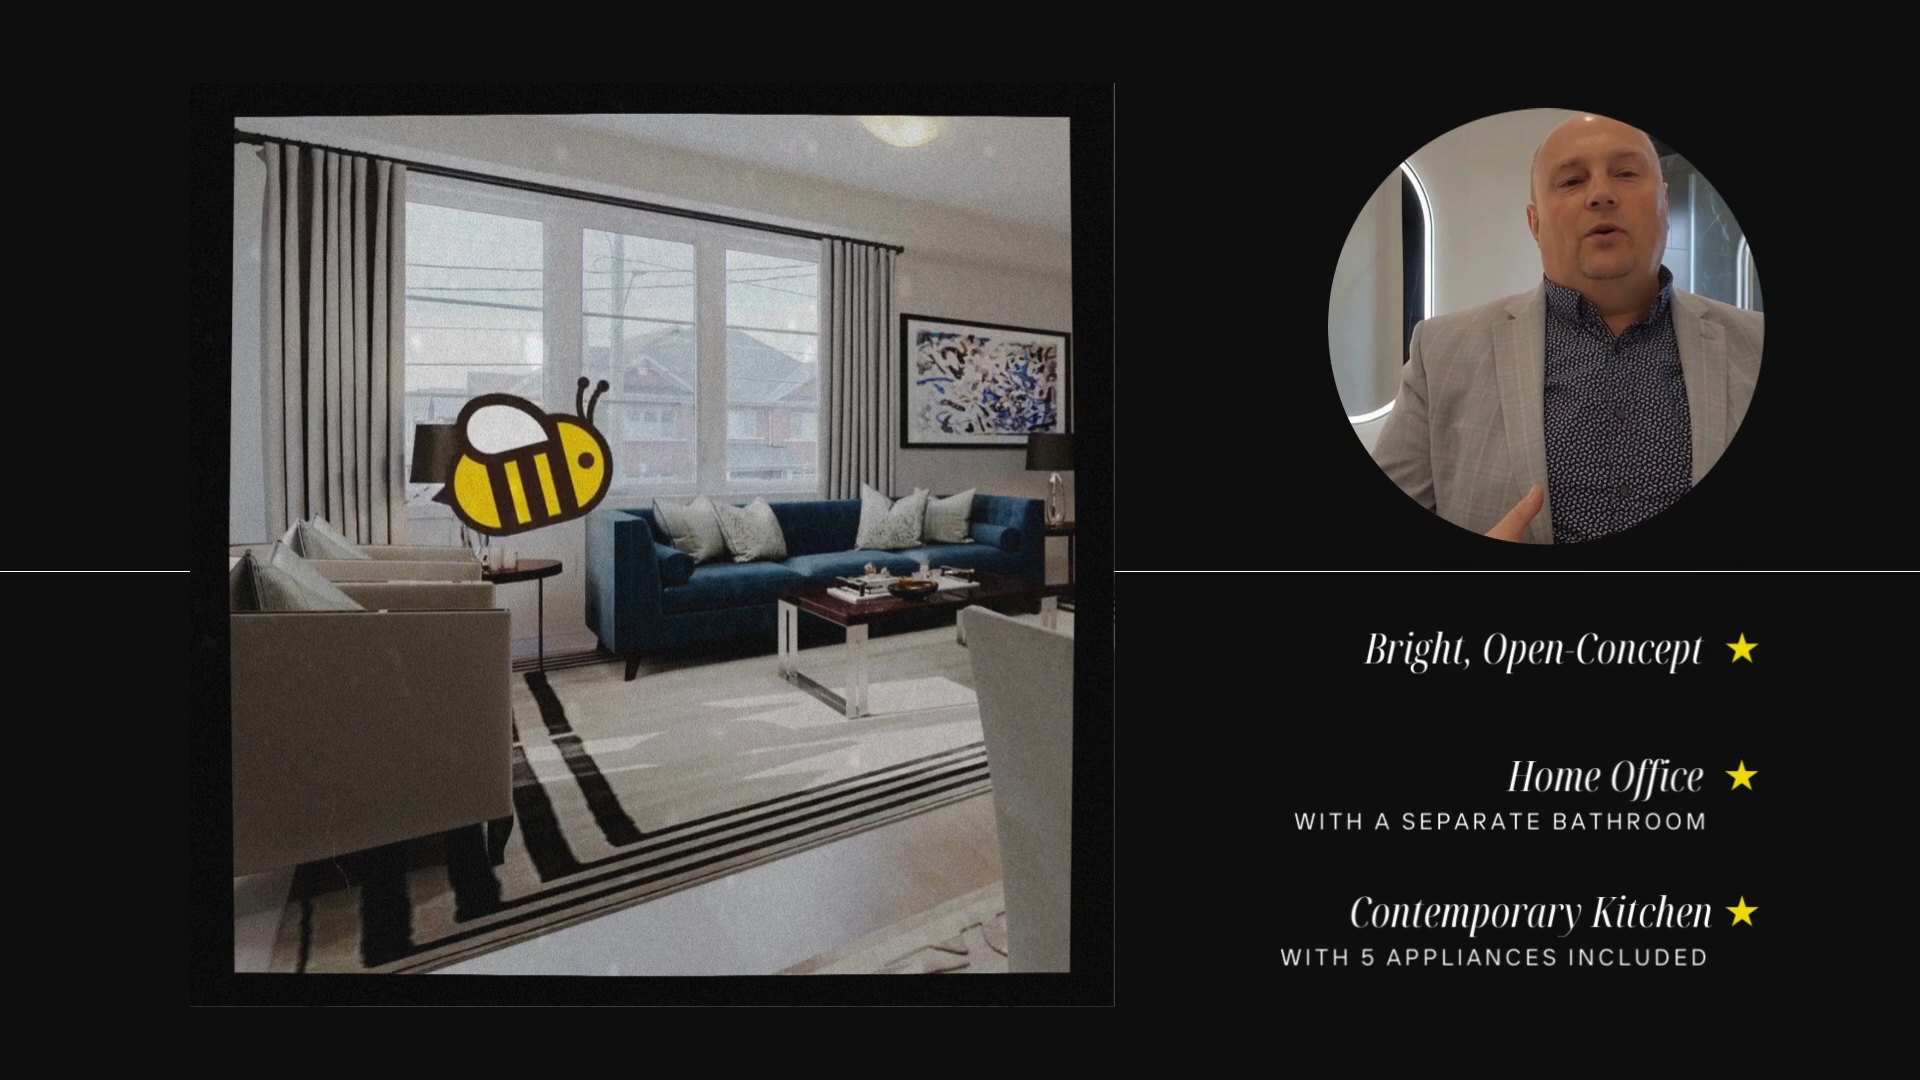 Bright, Open-Concept
Home Office
WITH A SEPARATE BATHROOM
Contemporary Kitchen
WITH 5 APPLIANCES INCLUDED